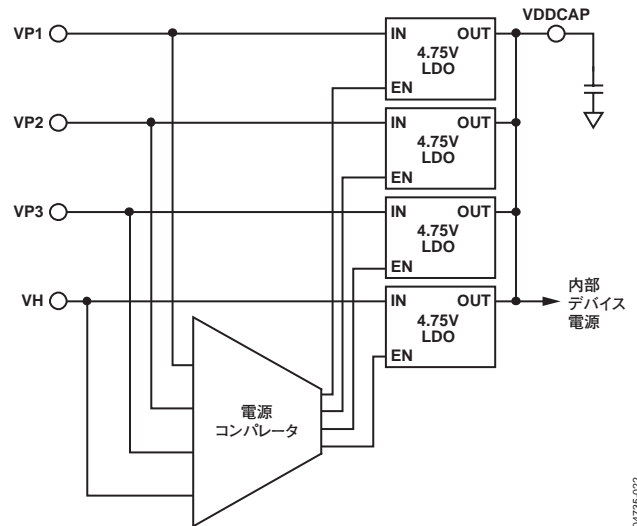 VDDCAP
VP1
IN OUT
4.75V
LDO
EN
VP2
IN OUT
4.75V
LDO
EN
VP3
IN OUT
4.75V
LDO
EN
VH
IN OUT
4.75V
LDO
EN
内部
デバイス
電源
電源
コンパレータ
04735-022